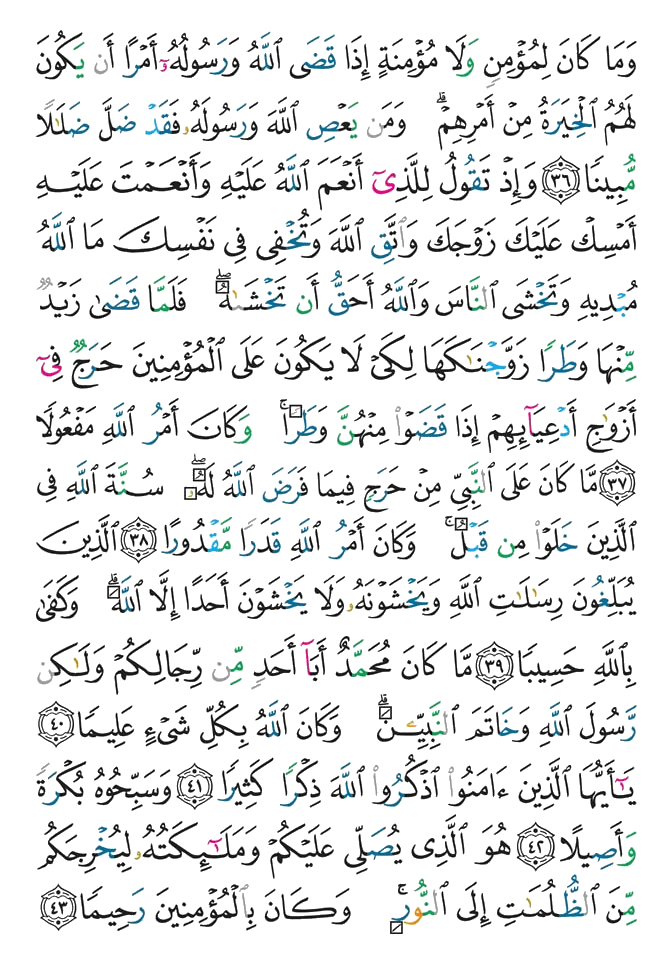 وَمَا كَانَ لِمُؤْمِنٍ وَلَا مُؤْمِنَةٍ إِذَا قَضَى ٱللَّهُ وَرَسُولُهُۥٓ أَمْرًا أَن يَكُونَ
لَهُمُ ٱلْخِيَرَةُ مِنْ أَمْرِهِمْ ۗ وَمَن يَعْصِ ٱللَّهَ وَرَسُولَهُۥ فَقَدْ ضَلَّ ضَلَٰلًا
مُّبِينًا ٣٦ وَإِذْ تَقُولُ لِلَّذِىٓ أَنْعَمَ ٱللَّهُ عَلَيْهِ وَأَنْعَمْتَ عَلَيْهِ
أَمْسِكْ عَلَيْكَ زَوْجَكَ وَٱتَّقِ ٱللَّهَ وَتُخْفِى فِى نَفْسِكَ مَا ٱللَّهُ
مُبْدِيهِ وَتَخْشَى ٱلنَّاسَ وَٱللَّهُ أَحَقُّ أَن تَخْشَىٰهُ ۖ فَلَمَّا قَضَىٰ زَيْدٌ
مِّنْهَا وَطَرًا زَوَّجْنَٰكَهَا لِكَىْ لَا يَكُونَ عَلَى ٱلْمُؤْمِنِينَ حَرَجٌ فِىٓ
أَزْوَٰجِ أَدْعِيَآئِهِمْ إِذَا قَضَوْا۟ مِنْهُنَّ وَطَرًا ۚ وَكَانَ أَمْرُ ٱللَّهِ مَفْعُولًا
٣٧ مَّا كَانَ عَلَى ٱلنَّبِىِّ مِنْ حَرَجٍ فِيمَا فَرَضَ ٱللَّهُ لَهُۥ ۖ سُنَّةَ ٱللَّهِ فِى
ٱلَّذِينَ خَلَوْا۟ مِن قَبْلُ ۚ وَكَانَ أَمْرُ ٱللَّهِ قَدَرًا مَّقْدُورًا ٣٨ ٱلَّذِينَ
يُبَلِّغُونَ رِسَٰلَٰتِ ٱللَّهِ وَيَخْشَوْنَهُۥ وَلَا يَخْشَوْنَ أَحَدًا إِلَّا ٱللَّهَ ۗ وَكَفَىٰ
بِٱللَّهِ حَسِيبًا ٣٩ مَّا كَانَ مُحَمَّدٌ أَبَآ أَحَدٍ مِّن رِّجَالِكُمْ وَلَٰكِن
رَّسُولَ ٱللَّهِ وَخَاتَمَ ٱلنَّبِيِّۦنَ ۗ وَكَانَ ٱللَّهُ بِكُلِّ شَىْءٍ عَلِيمًا ٤٠
يَٰٓأَيُّهَا ٱلَّذِينَ ءَامَنُوا۟ ٱذْكُرُوا۟ ٱللَّهَ ذِكْرًا كَثِيرًا ٤١ وَسَبِّحُوهُ بُكْرَةً
وَأَصِيلًا ٤٢ هُوَ ٱلَّذِى يُصَلِّى عَلَيْكُمْ وَمَلَٰٓئِكَتُهُۥ لِيُخْرِجَكُم
مِّنَ ٱلظُّلُمَٰتِ إِلَى ٱلنُّورِ ۚ وَكَانَ بِٱلْمُؤْمِنِينَ رَحِيمًا ٤٣